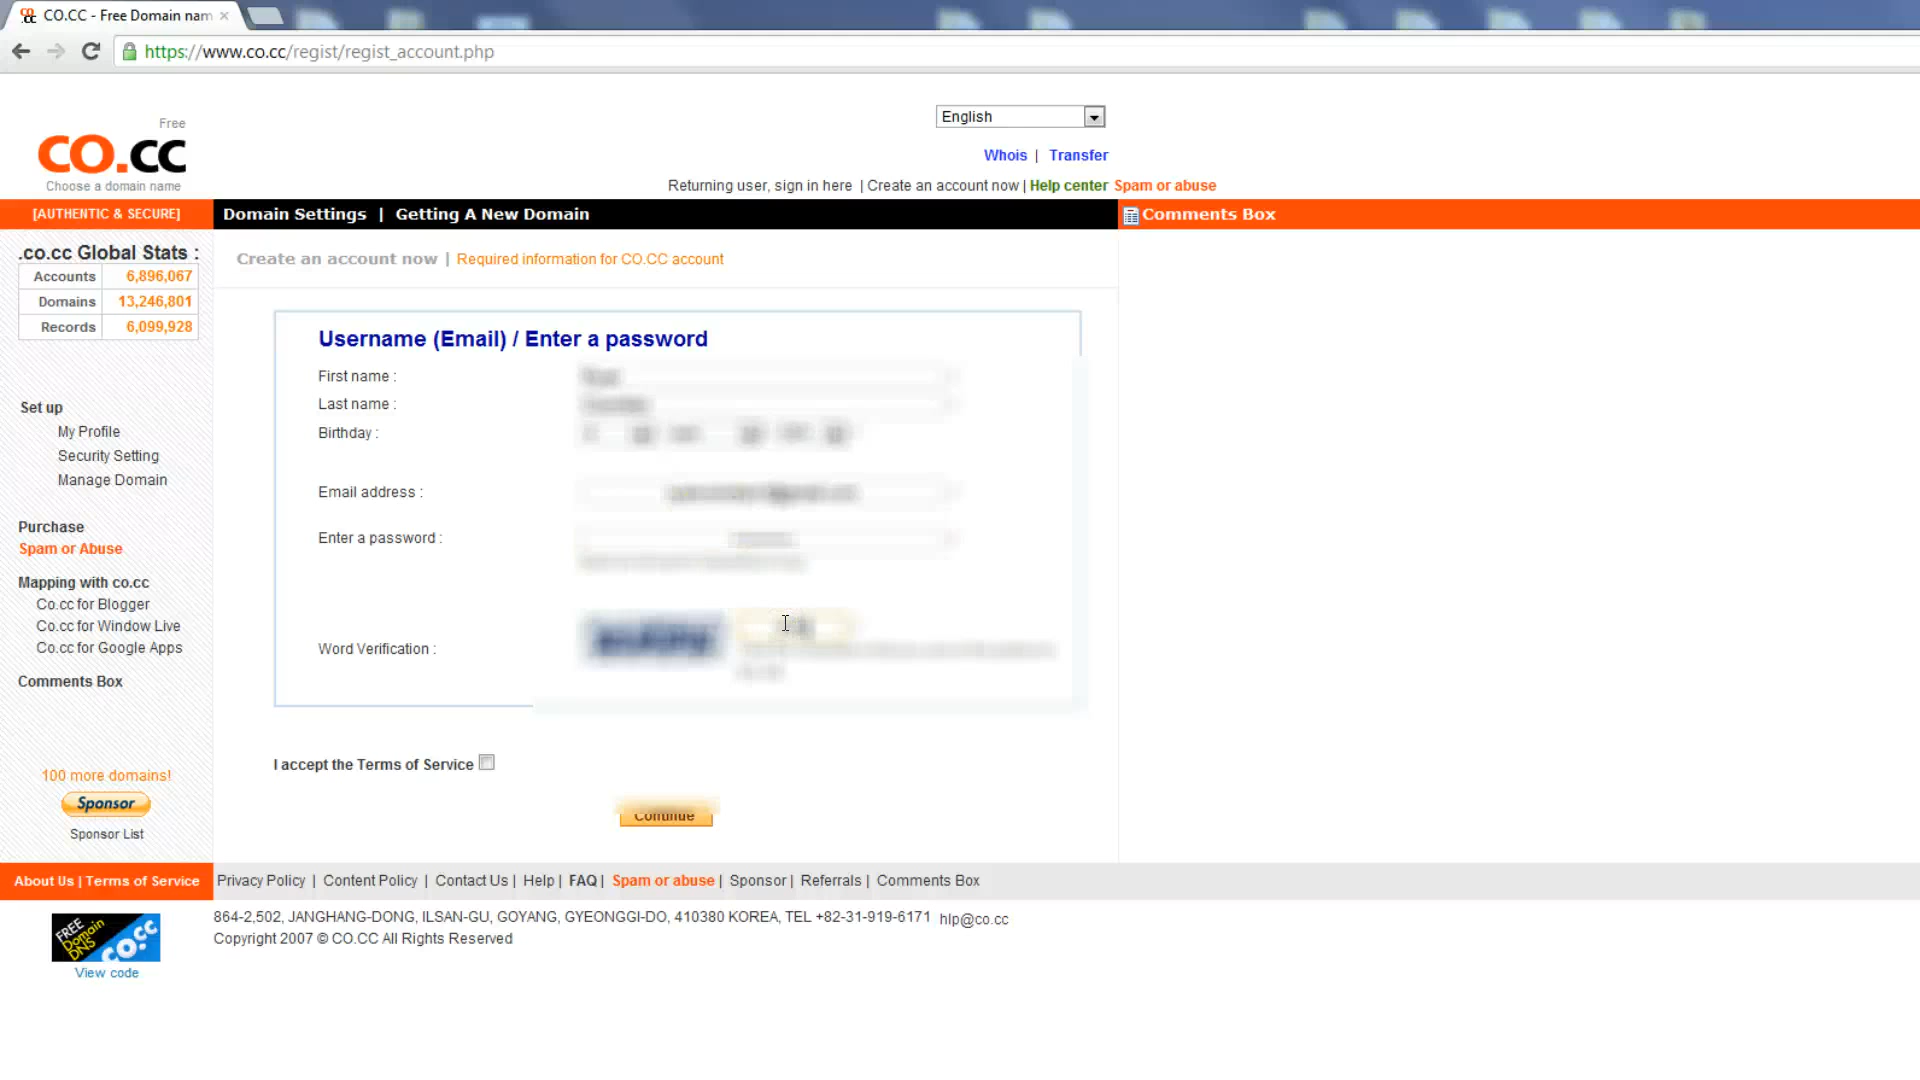 CO.CC - Free Domain nam
https://www.co.cc/regist/regist_account.php
English
Free
CO.CC
Choose a domain name
Whois | Transfer
Returning user, sign in here | Create an account now | Help center Spam or abuse
[AUTHENTIC & SECURE]
Domain Settings | Getting A New Domain
Comments Box
.co.cc Global Stats :
Accounts 6,896,067
Domains 13,246,801
Records 6,099,928
Create an account now | Required information for CO.CC account
Username (Email) / Enter a password
First name :
Last name :
Birthday :
Email address :
Enter a password :
Word Verification :
Set up
My Profile
Security Setting
Manage Domain
Purchase
Spam or Abuse
Mapping with co.cc
Co.cc for Blogger
Co.cc for Window Live
Co.cc for Google Apps
Comments Box
I accept the Terms of Service
Continue
100 more domains!
Sponsor
Sponsor List
About Us | Terms of Service
Privacy Policy | Content Policy | Contact Us | Help | FAQ | Spam or abuse | Sponsor | Referrals | Comments Box
864-2,502, JANGHANG-DONG, ILSAN-GU, GOYANG, GYEONGGI-DO, 410380 KOREA, TEL +82-31-919-6171 hlp@co.cc
Copyright 2007 © CO.CC All Rights Reserved
FREE Domain DNS co.cc
View code